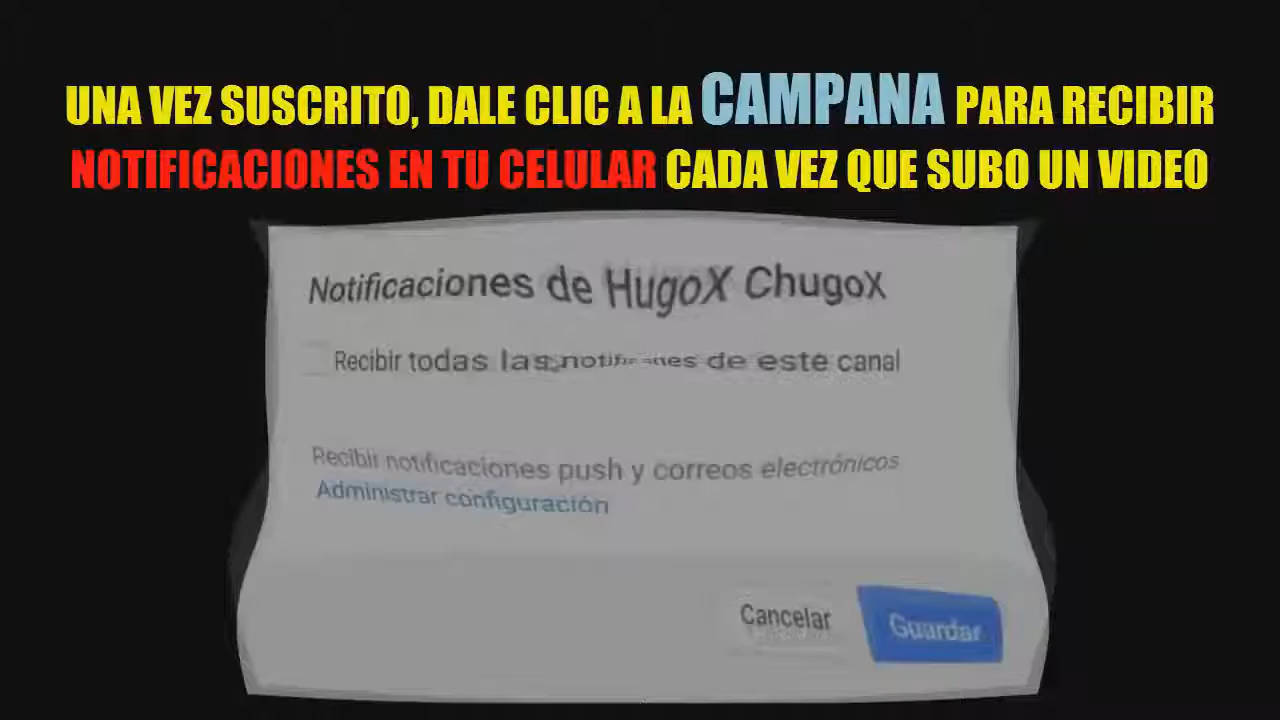 UNA VEZ SUSCRITO, DALE CLIC A LA CAMPANA PARA RECIBIR
NOTIFICACIONES EN TU CELULAR CADA VEZ QUE SUBO UN VIDEO
Notificaciones de HugoX ChugoX
Recibir todas las de este canal
Recibir notificaciones push y correos electrónicos
Administrar configuración
Cancelar
Guardar